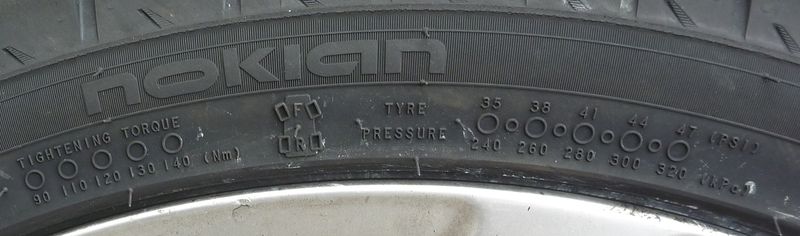 nokian
TIGHTENING TORQUE
90 110 120 130 140 (Nm)
F
R
TYRE
PRESSURE
35 38 41 44 47 (PSI)
240 260 280 300 320 (KPa)